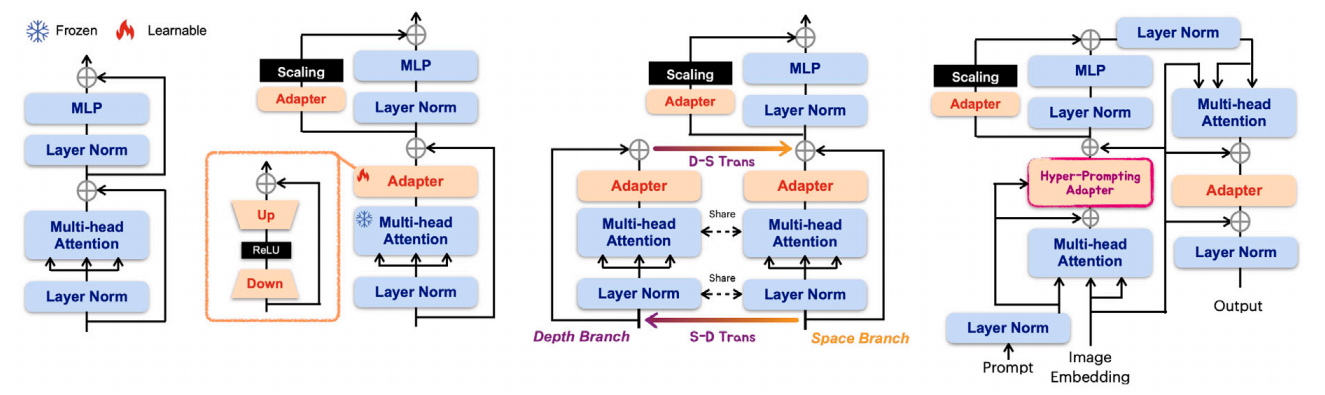 Frozen
Learnable
MLP
Layer Norm
Multi-head
Attention
Layer Norm
Scaling
Adapter
MLP
Layer Norm
Adapter
Multi-head
Attention
Layer Norm
Up
ReLU
Down
Scaling
Adapter
MLP
Layer Norm
D-S Trans
Adapter
Adapter
Multi-head
Attention
Share
Multi-head
Attention
Layer Norm
Share
Layer Norm
Depth Branch
S-D Trans
Space Branch
Scaling
Adapter
MLP
Layer Norm
Layer Norm
Multi-head
Attention
Hyper-Prompting
Adapter
Adapter
Multi-head
Attention
Layer Norm
Output
Layer Norm
Prompt
Image
Embedding